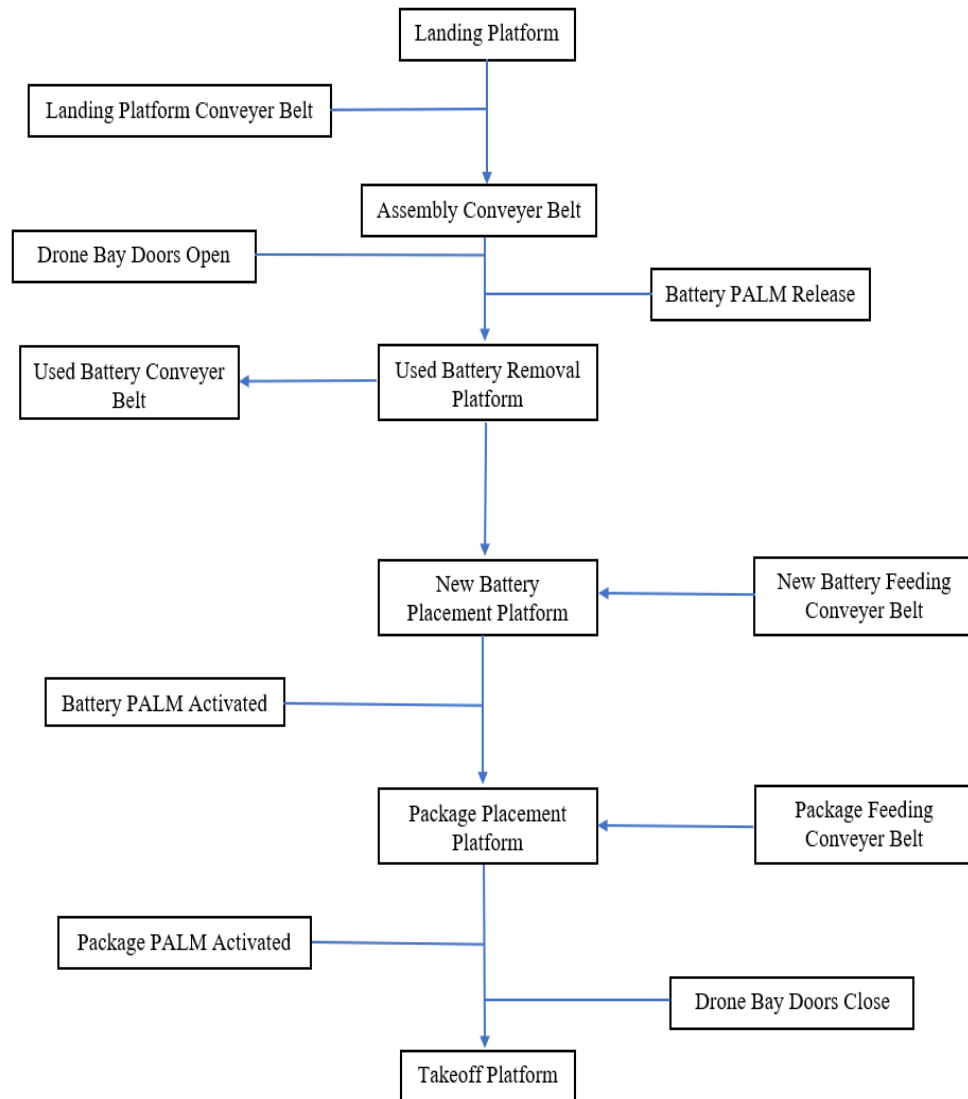 Landing Platform
Landing Platform Conveyer Belt
Assembly Conveyer Belt
Drone Bay Doors Open
Battery PALM Release
Used Battery Conveyer
Belt
Used Battery Removal
Platform
New Battery
Placement Platform
New Battery Feeding
Conveyer Belt
Battery PALM Activated
Package Placement
Platform
Package Feeding
Conveyer Belt
Package PALM Activated
Drone Bay Doors Close
Takeoff Platform